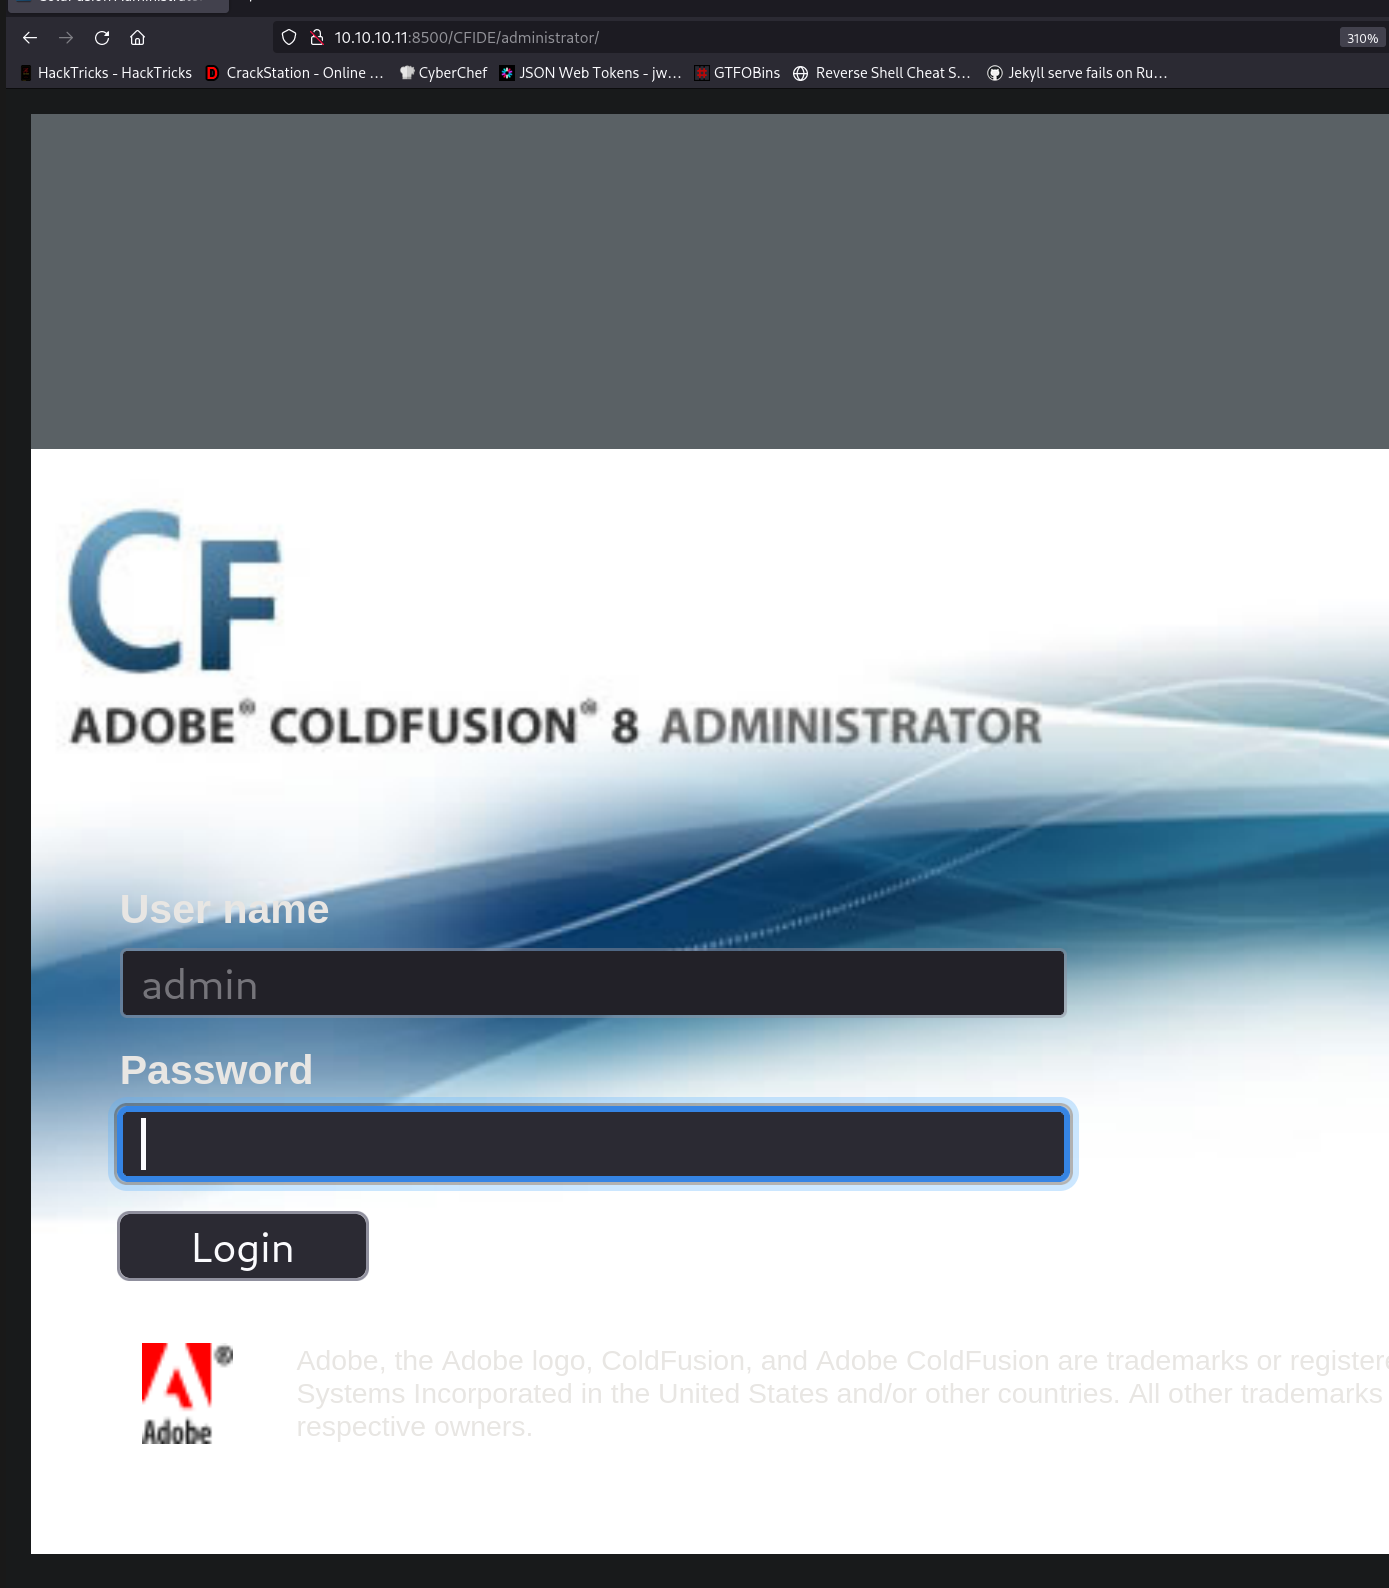 10.10.10.11:8500/CFIDE/administrator/
310%
HackTricks - HackTricks
CrackStation - Online ...
CyberChef
JSON Web Tokens - jw...
GTFOBins
Reverse Shell Cheat S...
Jekyll serve fails on Ru...
CF
ADOBE® COLDFUSION® 8 ADMINISTRATOR
User name
admin
Password
Login
Adobe
®
Adobe, the Adobe logo, ColdFusion, and Adobe ColdFusion are trademarks or
Systems Incorporated in the United States and/or other countries. All other trademarks
respective owners.